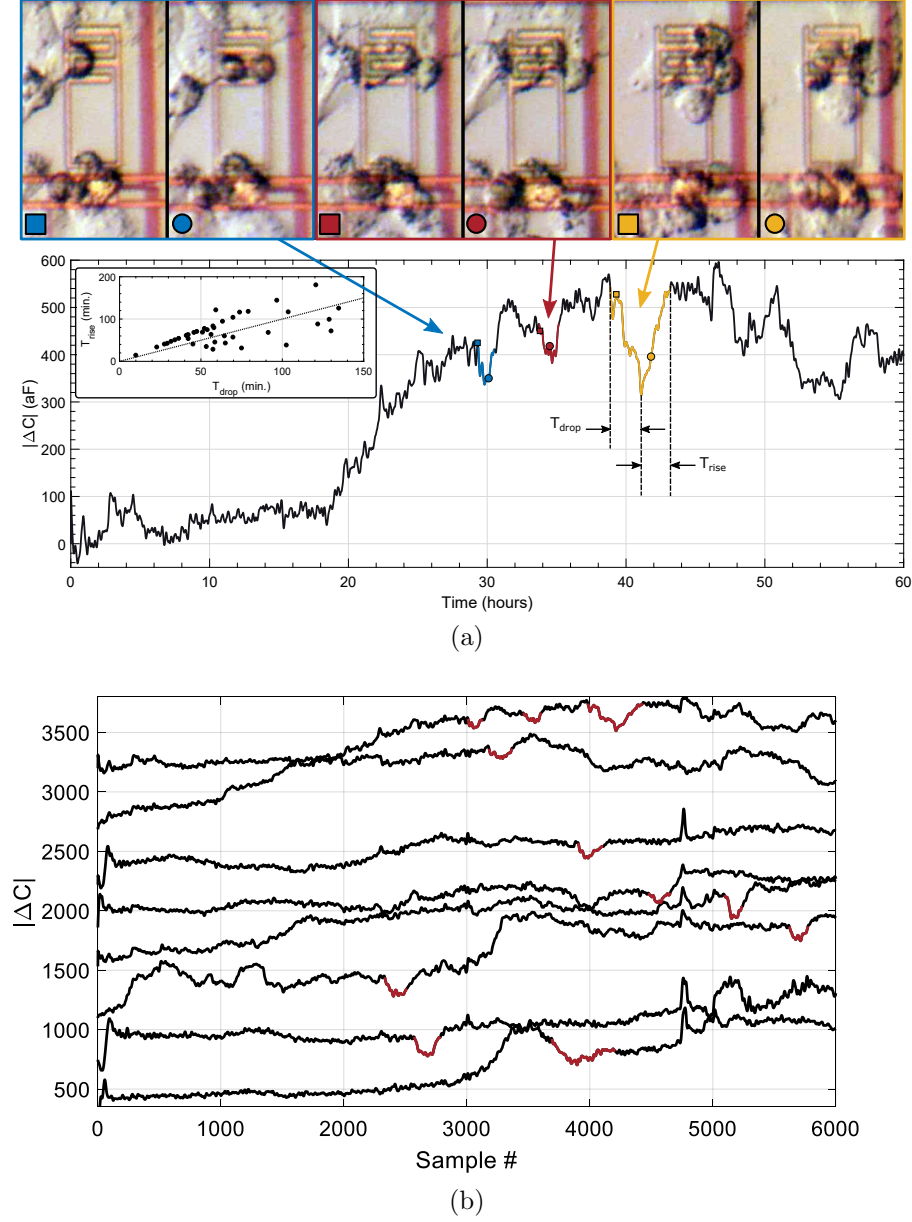 600
500
400
300
200
100
0
|ΔC| (aF)
0 10 20 30 40 50 60
Time (hours)
200
100
0
T_rise (min.)
0 50 100 150
T_drop (min.)
T_drop
T_rise
(a)
3500
3000
2500
2000
1500
1000
500
|ΔC|
0 1000 2000 3000 4000 5000 6000
Sample #
(b)